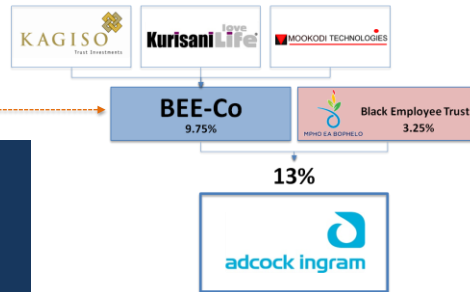 KAGISO
Trust Investments
love
KurisaniLife
MOOKODI TECHNOLOGIES
BEE-Co
9.75%
MPHO EA BOPHELO
Black Employee Trust
3.25%
13%
adcock ingram